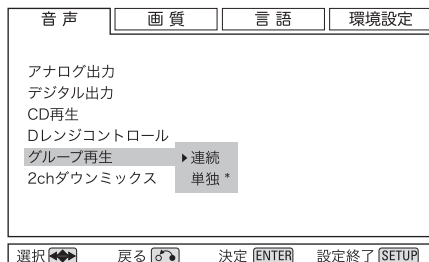 音声 画質 言語 環境設定
アナログ出力
デジタル出力
CD再生
Dレンジコントロール
グループ再生 ▶連続
2chダウンミックス 単独 *
選択 戻る 決定 ENTER 設定終了 SETUP